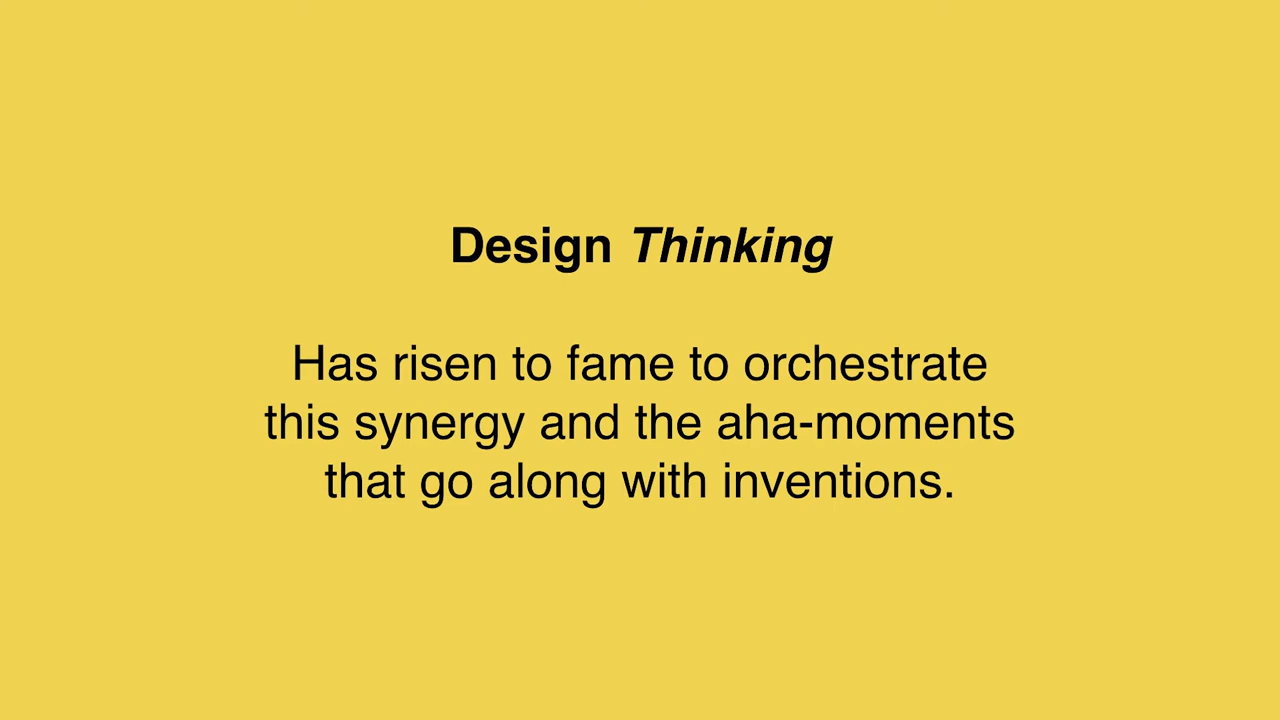 Design Thinking
Has risen to fame to orchestrate
this synergy and the aha-moments
that go along with inventions.